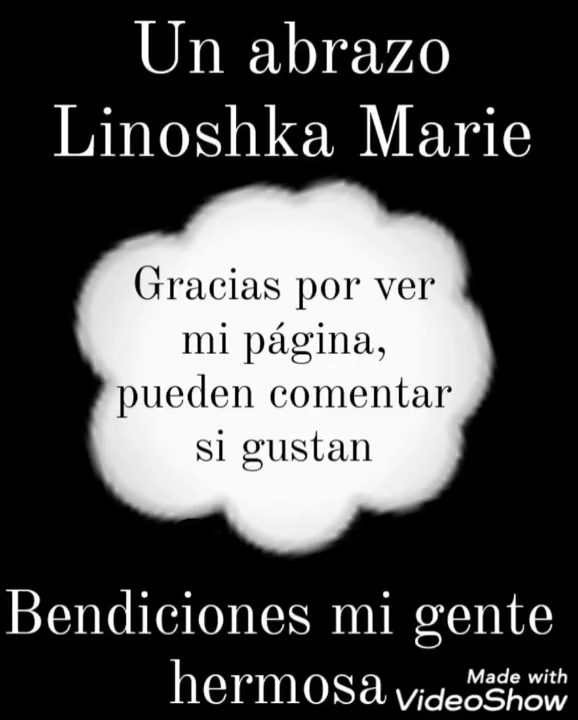 Un abrazo
Linoshka Marie
Gracias por ver
mi página,
pueden comentar
si gustan
Bendiciones mi gente
hermosa
Made with
VideoShow